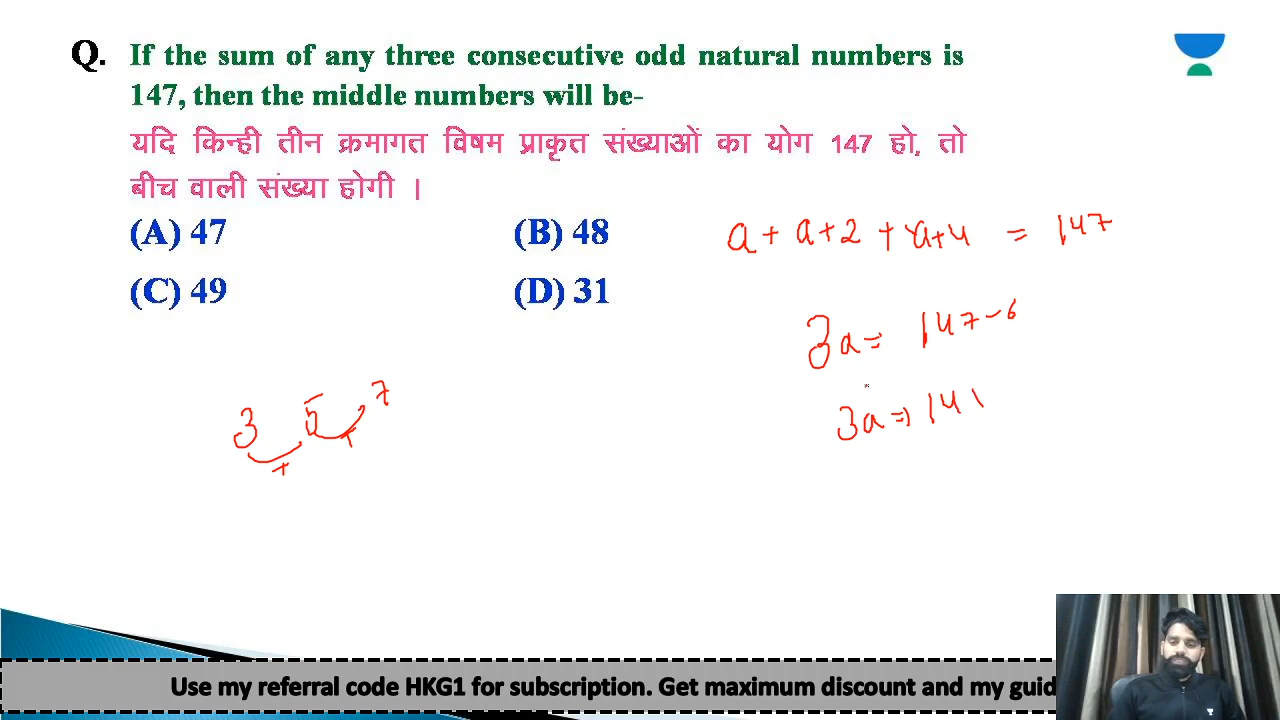 Q. If the sum of any three consecutive odd natural numbers is
147, then the middle numbers will be-
यदि किन्ही तीन क्रमागत विषम प्राकृत संख्याओं का योग 147 हो, तो
बीच वाली संख्या होगी ।
(A) 47 (B) 48
a + a+2 + a+4 = 147
(C) 49 (D) 31
3a = 147-6
3 5 7
3a => 141
+ +
Use my referral code HKG1 for subscription. Get maximum discount and my guid